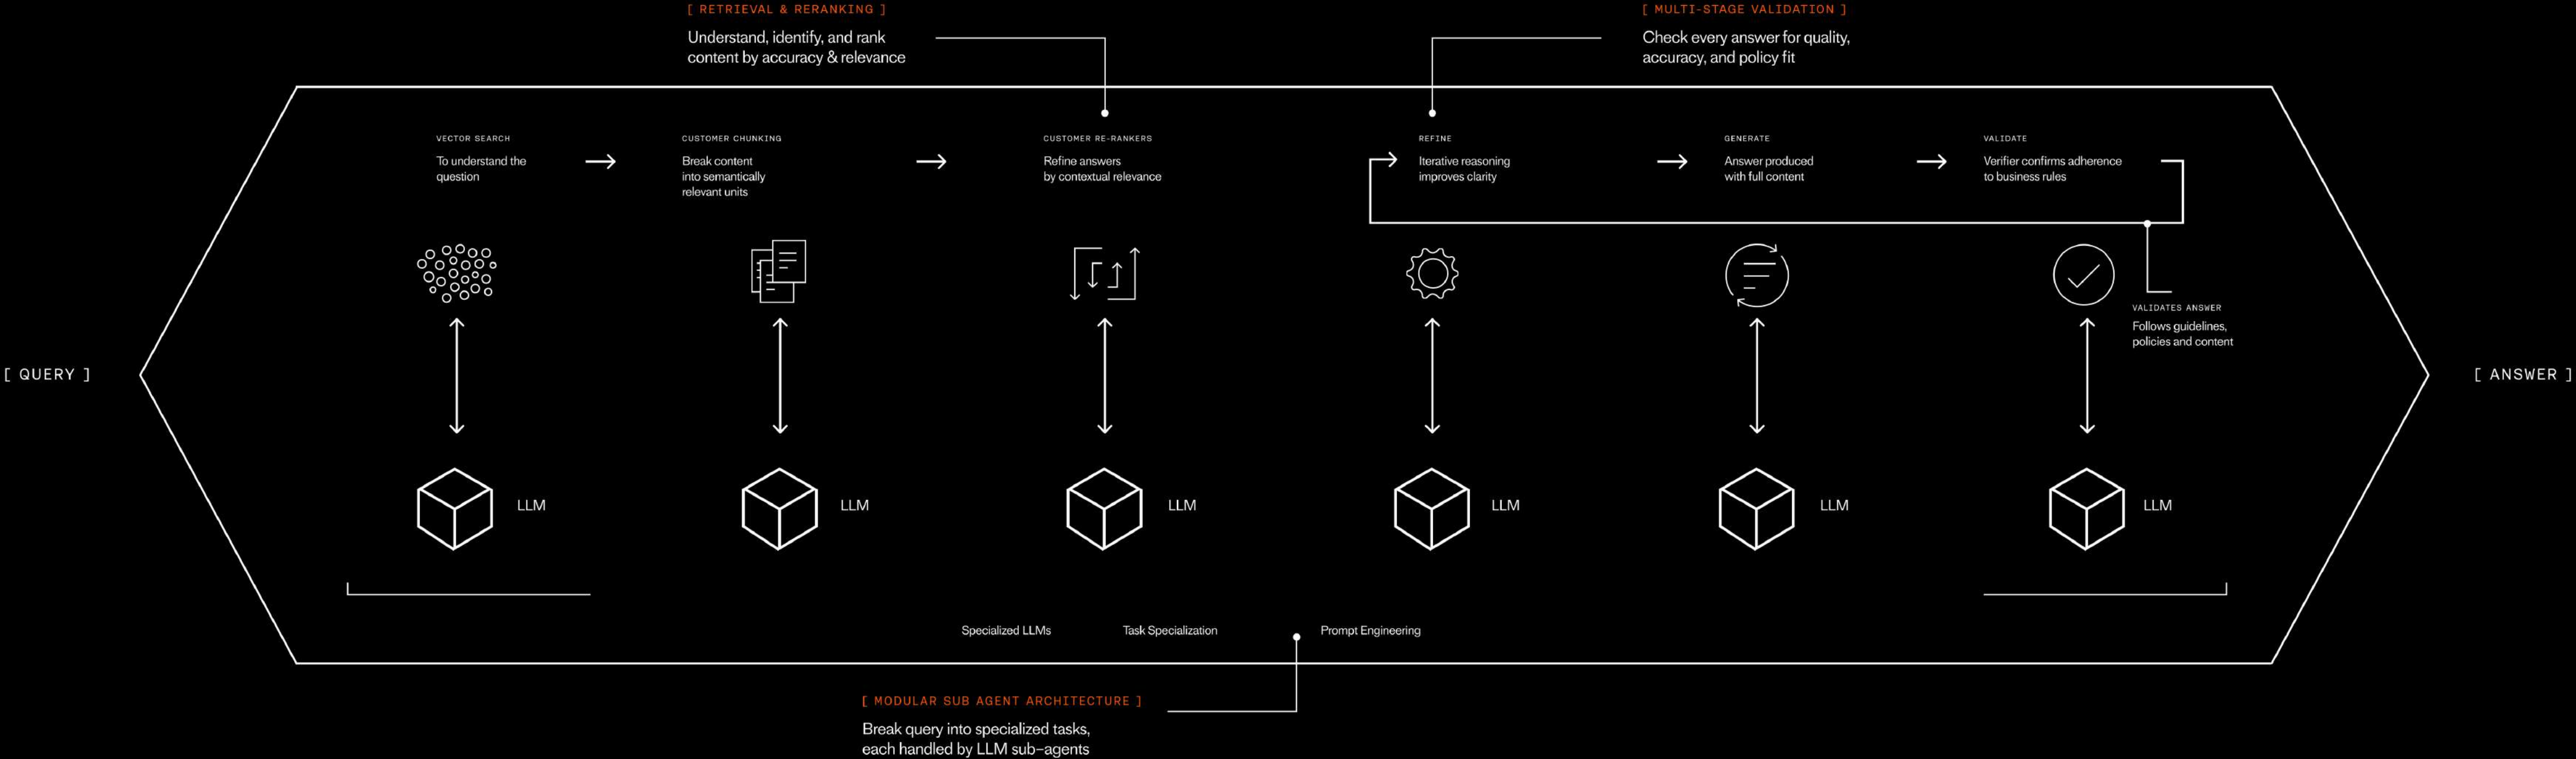 [ RETRIEVAL & RERANKING ]
Understand, identify, and rank
content by accuracy & relevance
[ MULTI-STAGE VALIDATION ]
Check every answer for quality,
accuracy, and policy fit
VECTOR SEARCH
To understand the
question
CUSTOMER CHUNKING
Break content
into semantically
relevant units
CUSTOMER RE-RANKERS
Refine answers
by contextual relevance
REFINE
Iterative reasoning
improves clarity
GENERATE
Answer produced
with full content
VALIDATE
Verifier confirms adherence
to business rules
VALIDATES ANSWER
Follows guidelines,
policies and content
[ QUERY ]
[ ANSWER ]
LLM
LLM
LLM
LLM
LLM
LLM
Specialized LLMs
Task Specialization
Prompt Engineering
[ MODULAR SUB AGENT ARCHITECTURE ]
Break query into specialized tasks,
each handled by LLM sub-agents